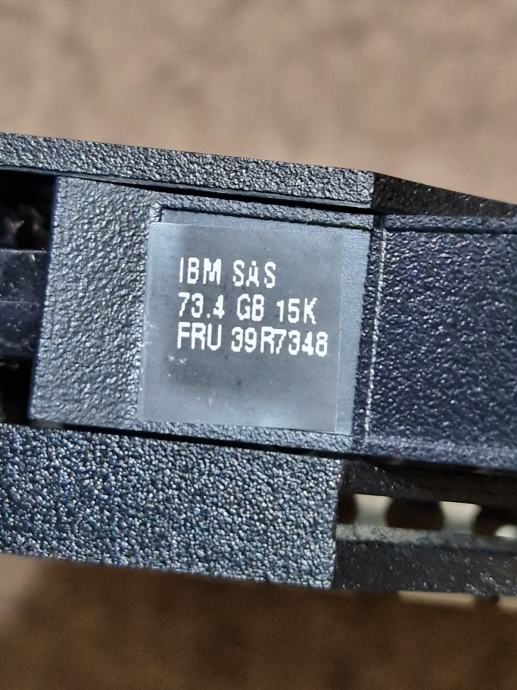 IBM SAS
73.4 GB 15K
FRU 39R7348